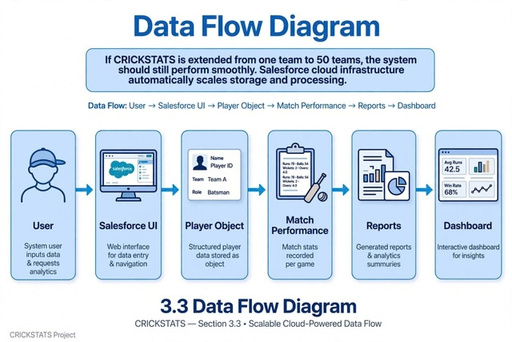 Data Flow Diagram
If CRICKSTATS is extended from one team to 50 teams, the system
should still perform smoothly. Salesforce cloud infrastructure
automatically scales storage and processing.
Data Flow: User → Salesforce UI → Player Object → Match Performance → Reports → Dashboard
salesforce
Name
Player ID
Team Team A
Role Batsman
Avg Runs
42.5
Win Rate
68%
User
System user
inputs data
& requests
analytics
Salesforce UI
Web interface
for data entry
& navigation
Player Object
Structured player
data stored as
object
Match
Performance
Match stats
recorded
per game
Reports
Generated reports
& analytics
summaries
Dashboard
Interactive dashboard
for insights
3.3 Data Flow Diagram
CRICKSTATS — Section 3.3 • Scalable Cloud-Powered Data Flow
CRICKSTATS Project